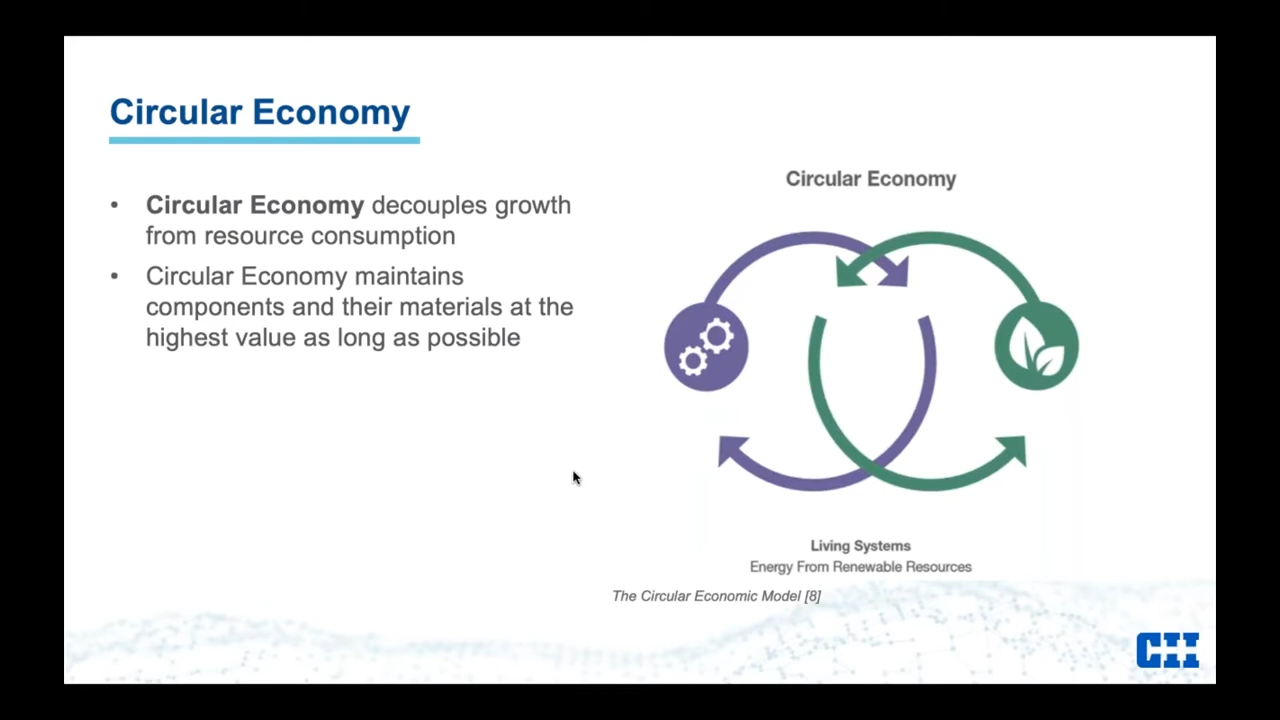 Circular Economy
• Circular Economy decouples growth
from resource consumption
• Circular Economy maintains
components and their materials at the
highest value as long as possible
Circular Economy
Living Systems
Energy From Renewable Resources
The Circular Economic Model [8]
CII